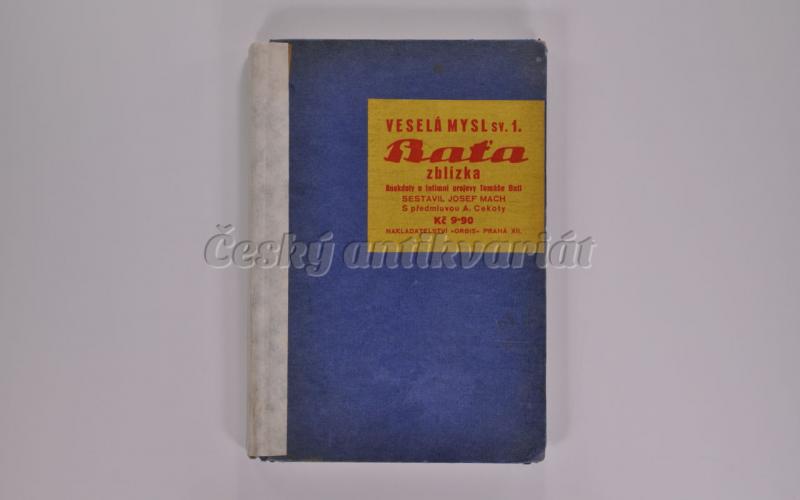 VESELÁ MYSL sv. 1.
Baťa
zblízka
Anekdoty a intimní projevy Tomáše Bati
SESTAVIL JOSEF MACH
S předmluvou A. Cekoty
Kč 9·90
NAKLADATELSTVÍ »ORBIS« PRAHA XII.
Český antikvariát